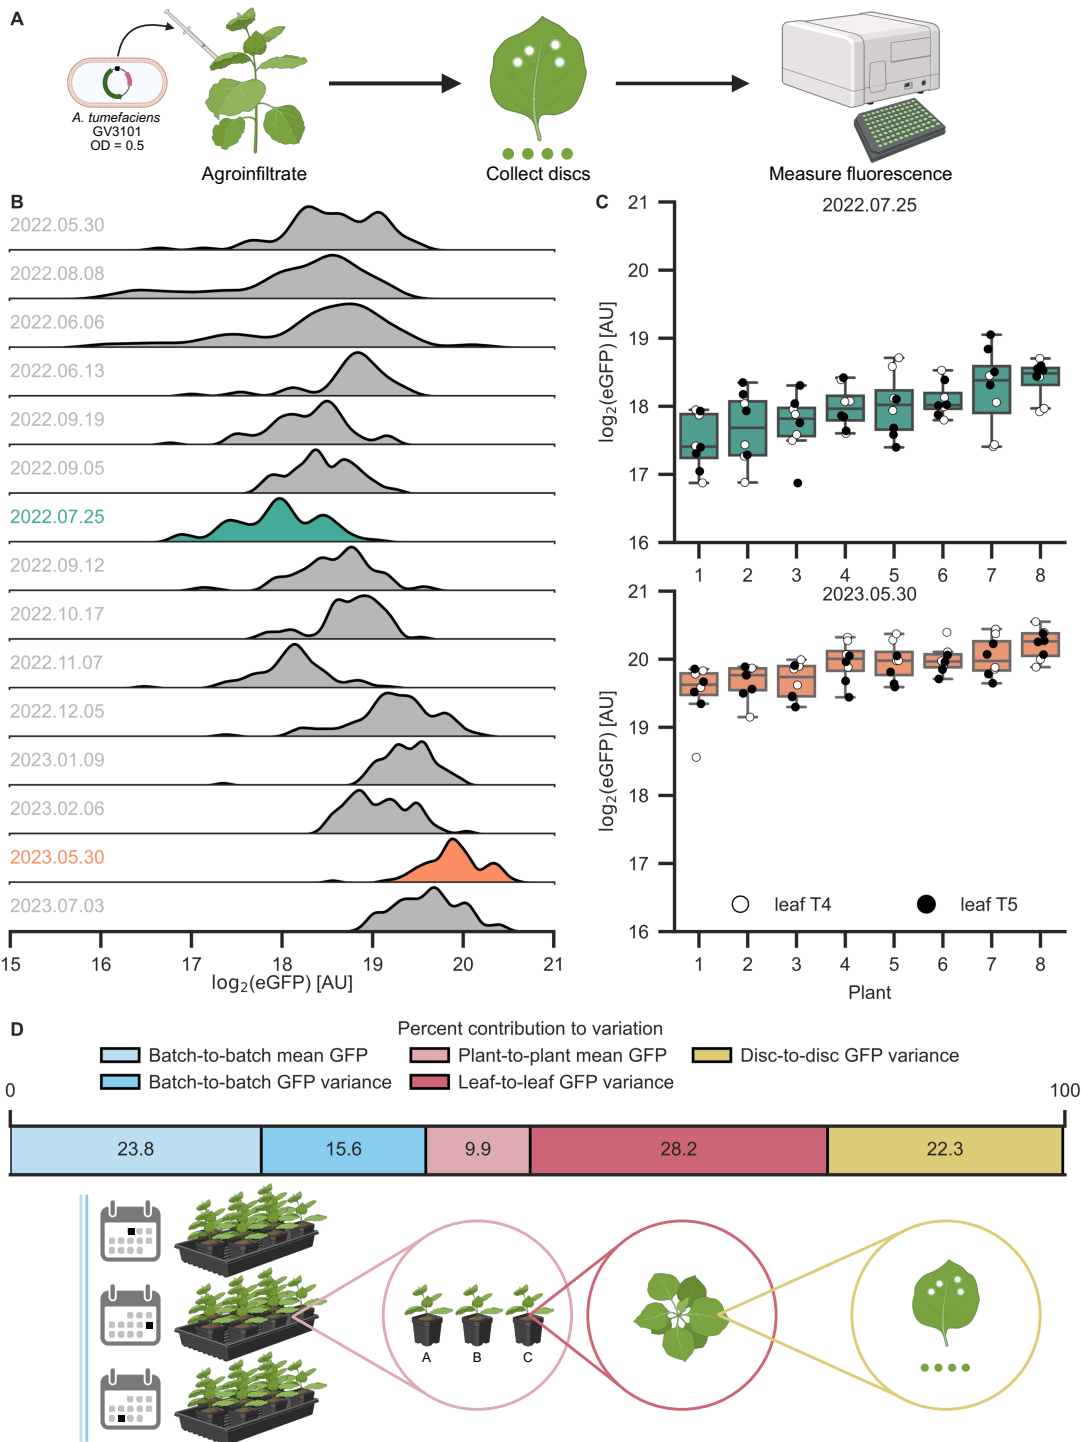 A
A. tumefaciens
GV3101
OD = 0.5
Agroinfiltrate
Collect discs
Measure fluorescence
B
2022.05.30
2022.08.08
2022.06.06
2022.06.13
2022.09.19
2022.09.05
2022.07.25
2022.09.12
2022.10.17
2022.11.07
2022.12.05
2023.01.09
2023.02.06
2023.05.30
2023.07.03
15 16 17 18 19 20 21
log₂(eGFP) [AU]
C
2022.07.25
21
20
19
18
17
16
log₂(eGFP) [AU]
1 2 3 4 5 6 7 8
2023.05.30
21
20
19
18
17
16
log₂(eGFP) [AU]
leaf T4 leaf T5
1 2 3 4 5 6 7 8
Plant
D
Percent contribution to variation
Batch-to-batch mean GFP Plant-to-plant mean GFP Disc-to-disc GFP variance
Batch-to-batch GFP variance Leaf-to-leaf GFP variance
0 100
23.8 15.6 9.9 28.2 22.3
A B C